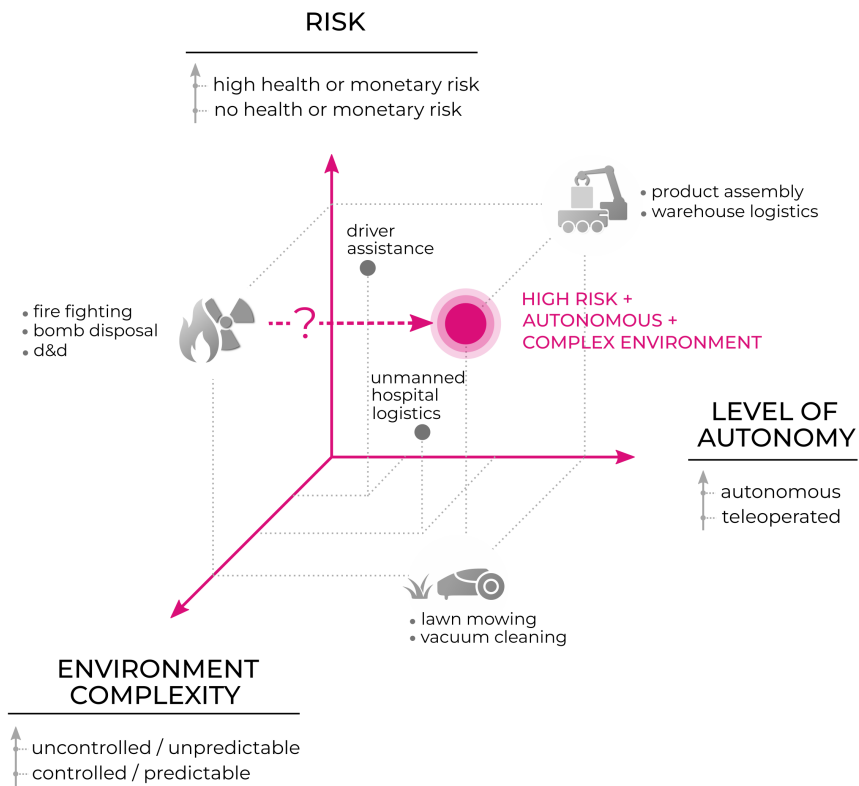 RISK
high health or monetary risk
no health or monetary risk
product assembly
warehouse logistics
driver
assistance
fire fighting
bomb disposal
d&d
?
HIGH RISK +
AUTONOMOUS +
COMPLEX ENVIRONMENT
unmanned
hospital
logistics
LEVEL OF
AUTONOMY
autonomous
teleoperated
lawn mowing
vacuum cleaning
ENVIRONMENT
COMPLEXITY
uncontrolled / unpredictable
controlled / predictable